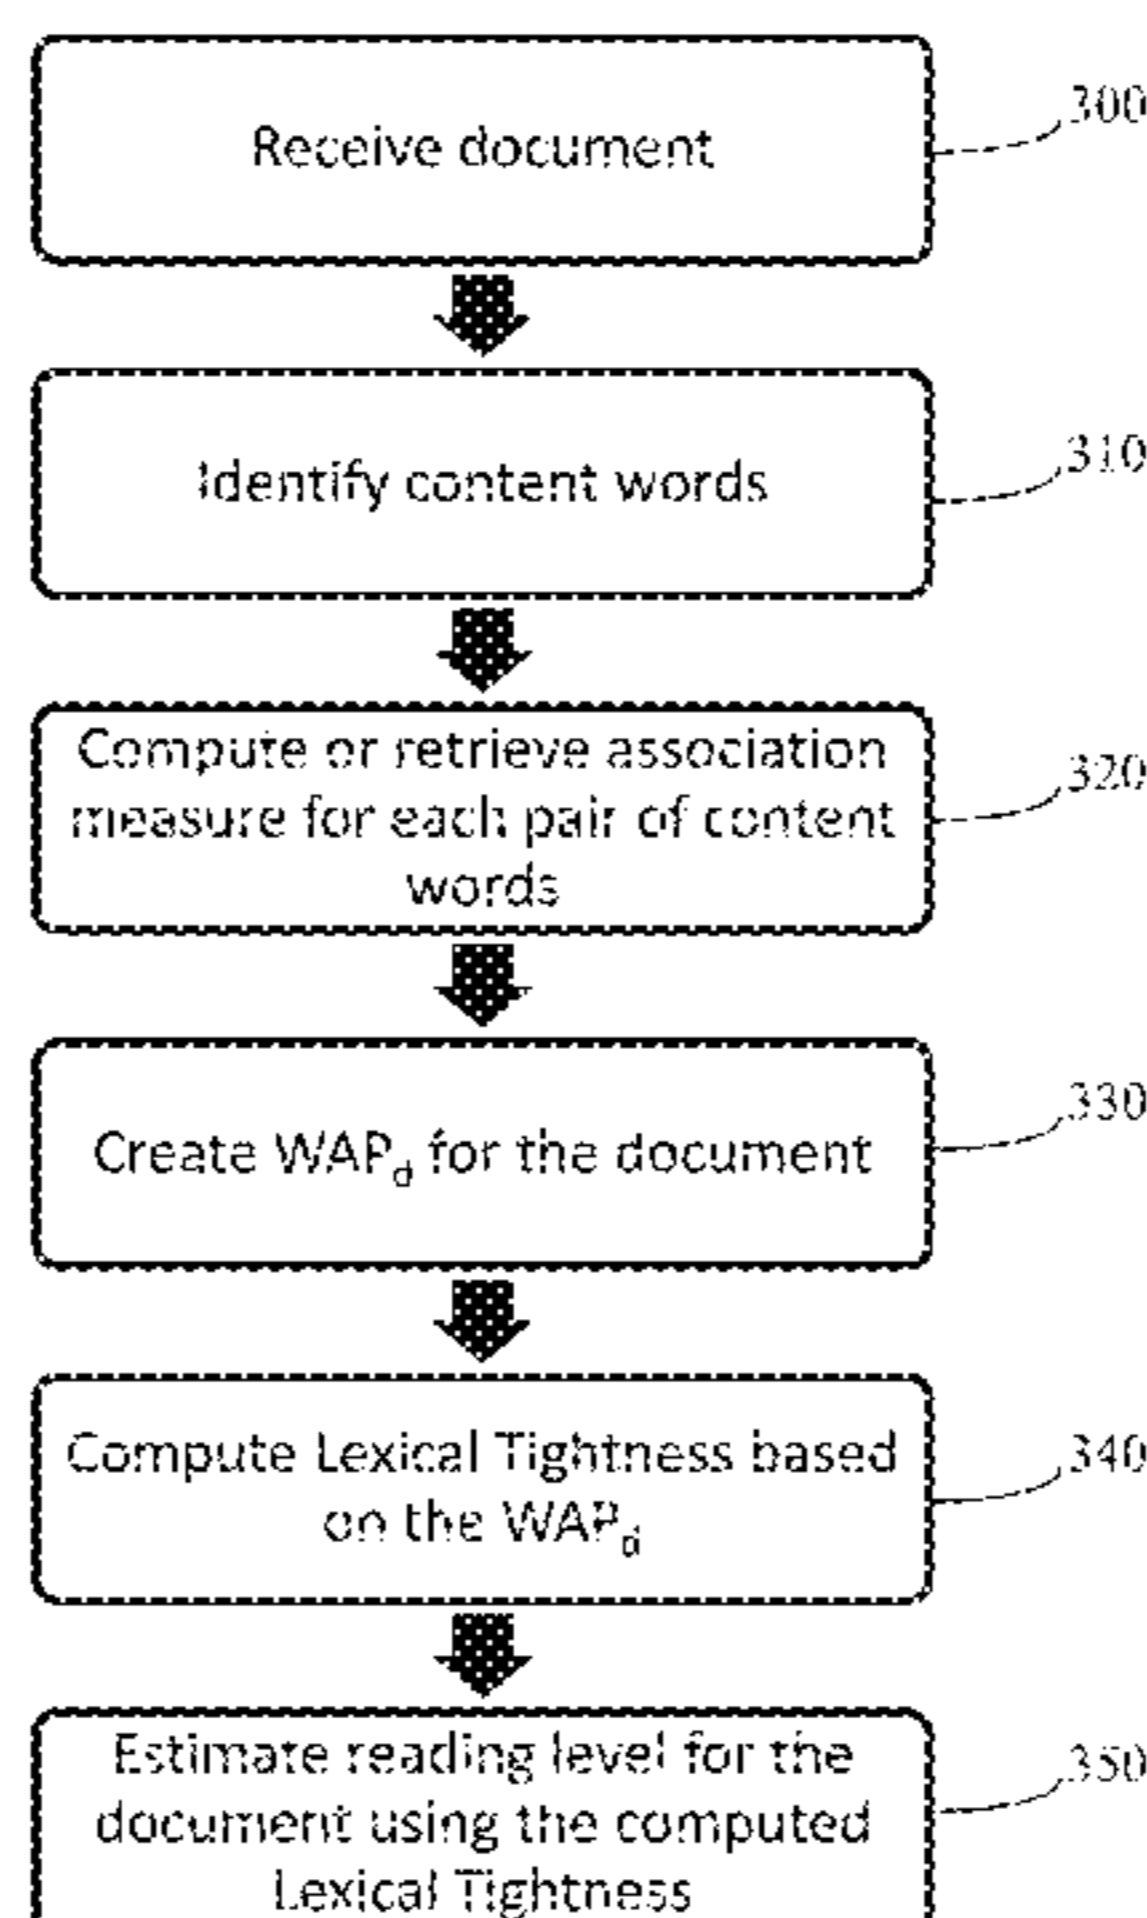 Receive document
300
Identify content words
310
Compute or retrieve association
measure for each pair of content
words
320
Create WAPd for the document
330
Compute Lexical Tightness based
on the WAPd
340
Estimate reading level for the
document using the computed
Lexical Tightness
350